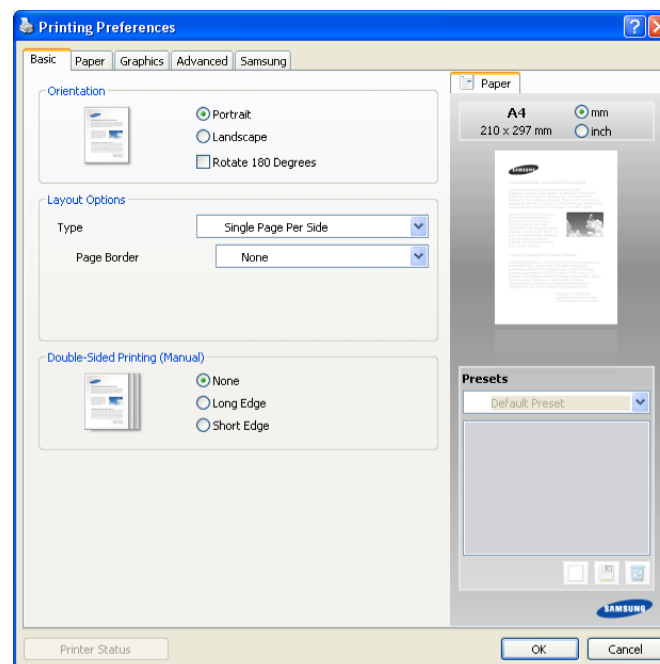 Printing Preferences
Basic Paper Graphics Advanced Samsung
Orientation
Portrait
Landscape
Rotate 180 Degrees
Layout Options
Type Single Page Per Side
Page Border None
Double-Sided Printing (Manual)
None
Long Edge
Short Edge
Paper
A4 mm
210 x 297 mm inch
SAMSUNG
Presets
Default Preset
SAMSUNG
Printer Status OK Cancel